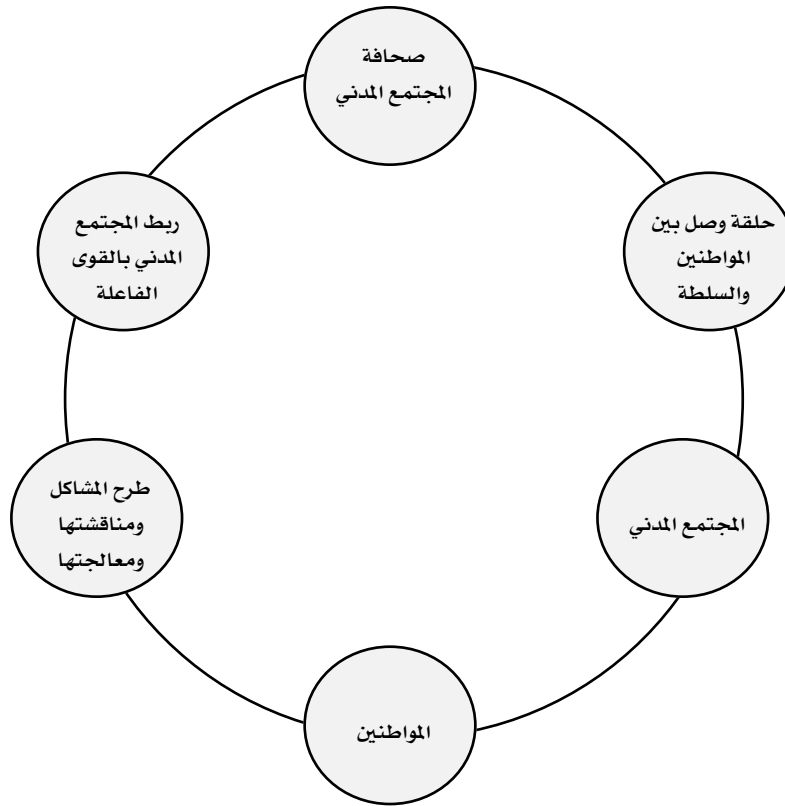 صحافة
المجتمع المدني
حلقة وصل بين
المواطنين
والسلطة
المجتمع المدني
المواطنين
طرح المشاكل
ومناقشتها
ومعالجتها
ربط المجتمع
المدني بالقوى
الفاعلة